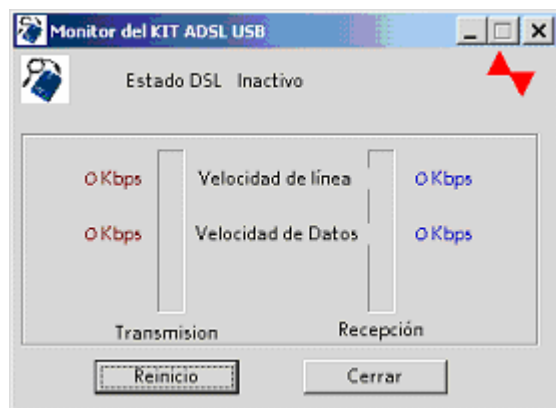 Monitor del KIT ADSL USB
Estado DSL Inactivo
0 Kbps Velocidad de línea 0 Kbps
0 Kbps Velocidad de Datos 0 Kbps
Transmision Recepción
Reinicio Cerrar